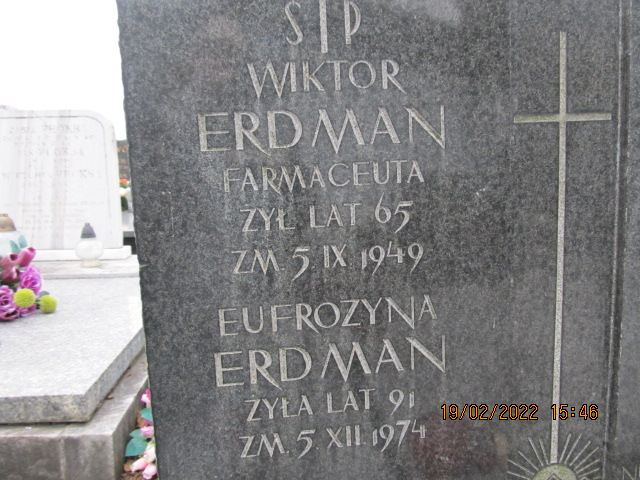 ŚP
WIKTOR
ERDMAN
FARMACEUTA
ŻYŁ LAT 65
ZM. 5. IX 1949
EUFROZYNA
ERDMAN
ŻYŁA LAT 91
ZM. 5. XII. 1974
19/02/2022 15:46